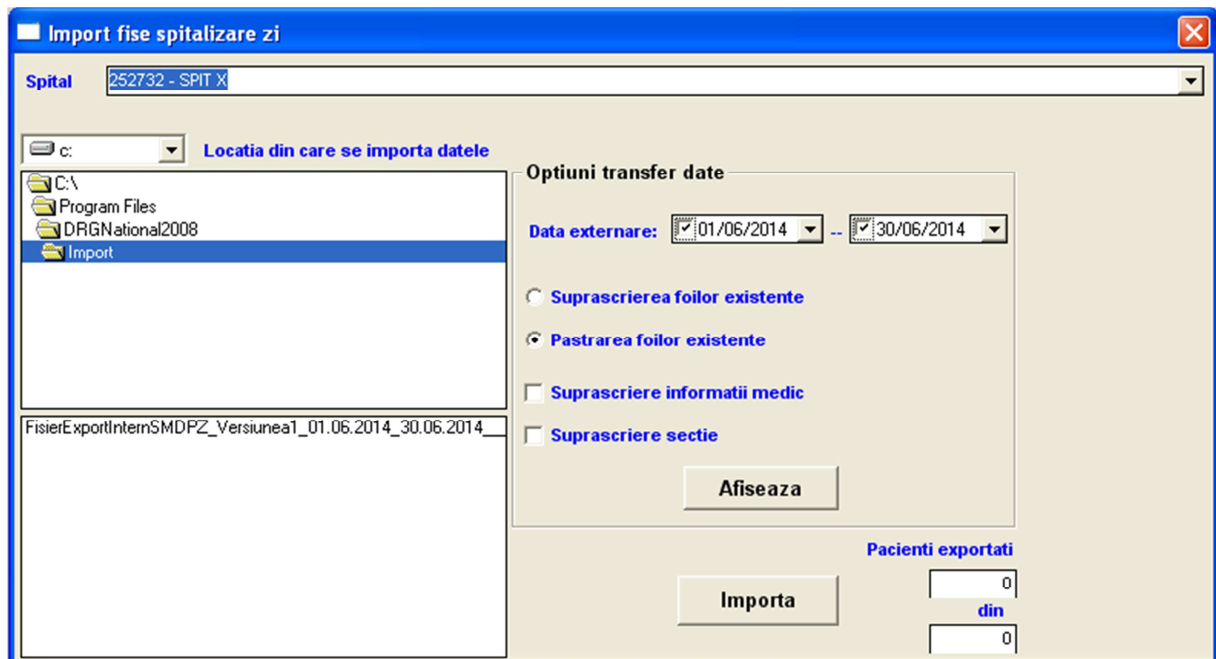 Import fise spitalizare zi
Spital 252732 - SPIT X
c: Locatia din care se importa datele
C:\
Program Files
DRGNational2008
Import
FisierExportInternSMDPZ_Versiunea1_01.06.2014_30.06.2014__
Optiuni transfer date
Data externare: 01/06/2014 -- 30/06/2014
Suprascrierea foilor existente
Pastrarea foilor existente
Suprascriere informatii medic
Suprascriere sectie
Afiseaza
Pacienti exportati
Importa
0
din
0